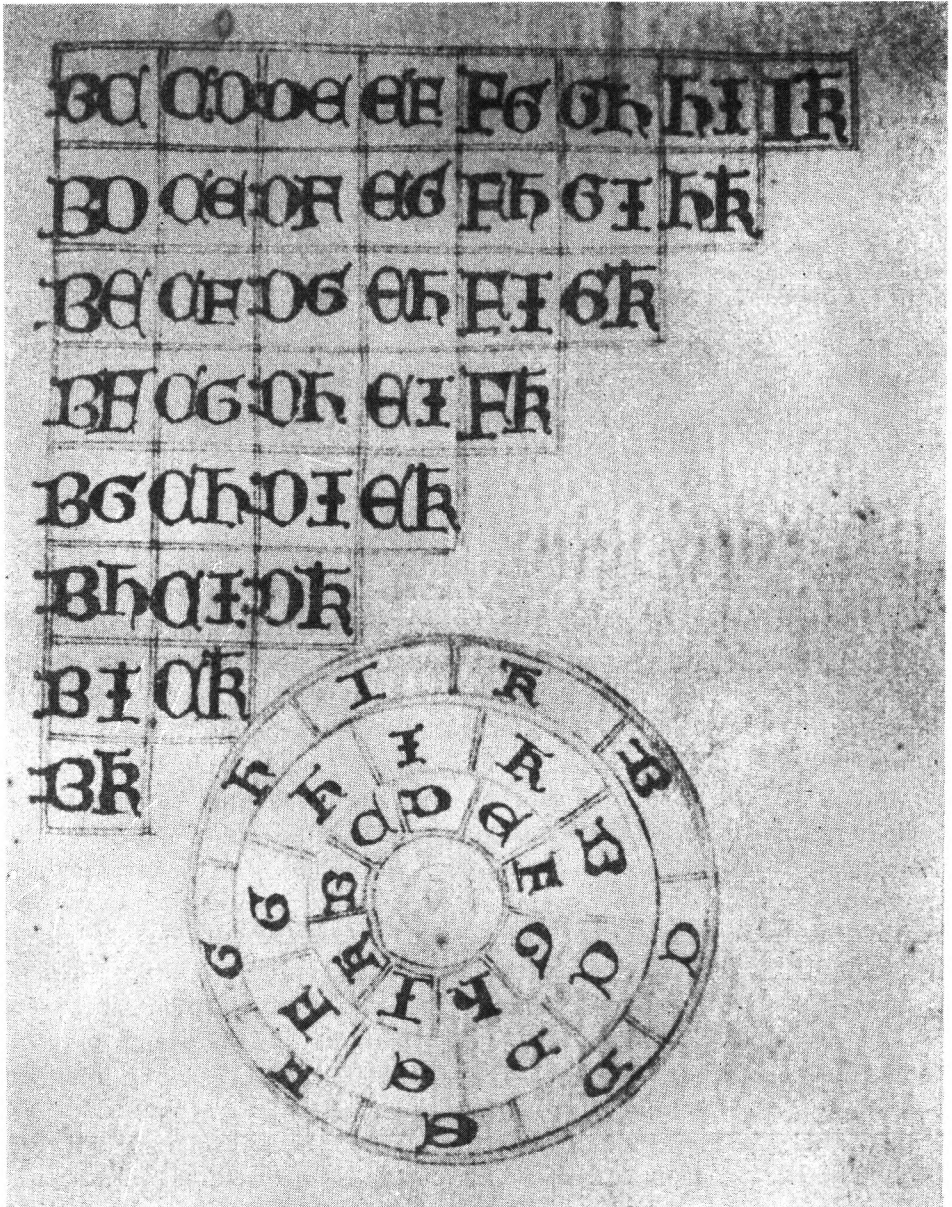 BC CD DE EF FG GH HI IK
BD CE DF EG FH GI HK
BE CF DG EH FI GK
BF CG DH EI FK
BG CH DI EK
BH CI DK
BI CK
BK
B C D E F G H I K
B C D E F G H I K
B C D E F G H I K